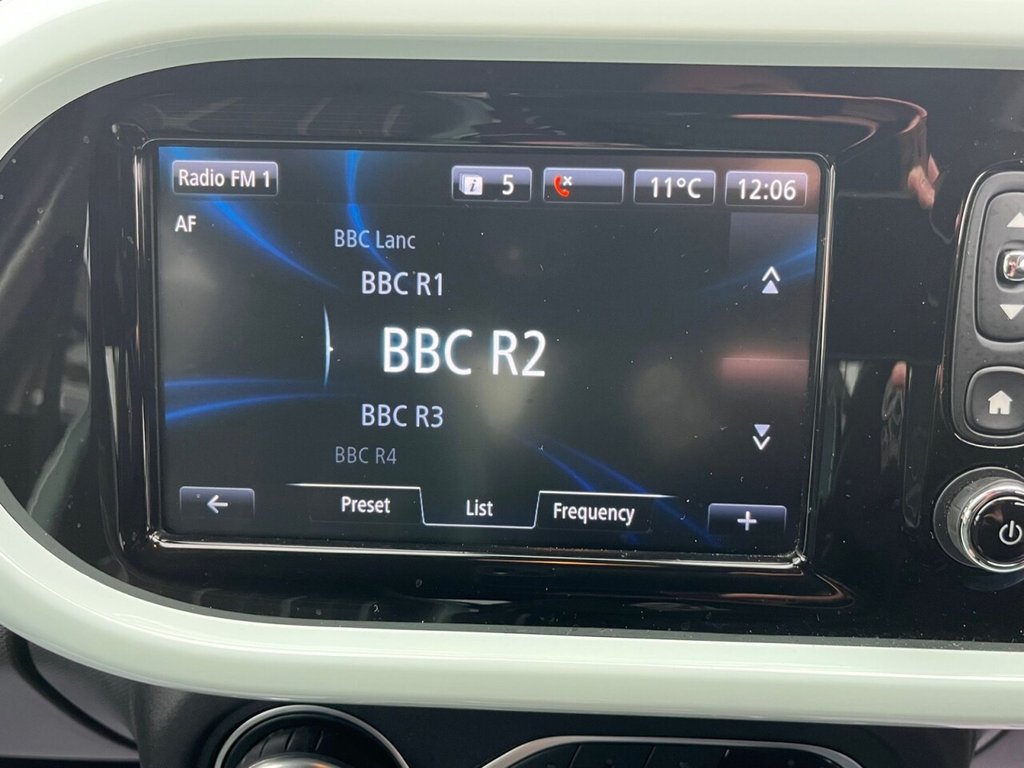 Radio FM 1 5 11°C 12:06
AF
BBC Lanc
BBC R1
BBC R2
BBC R3
BBC R4
Preset List Frequency +